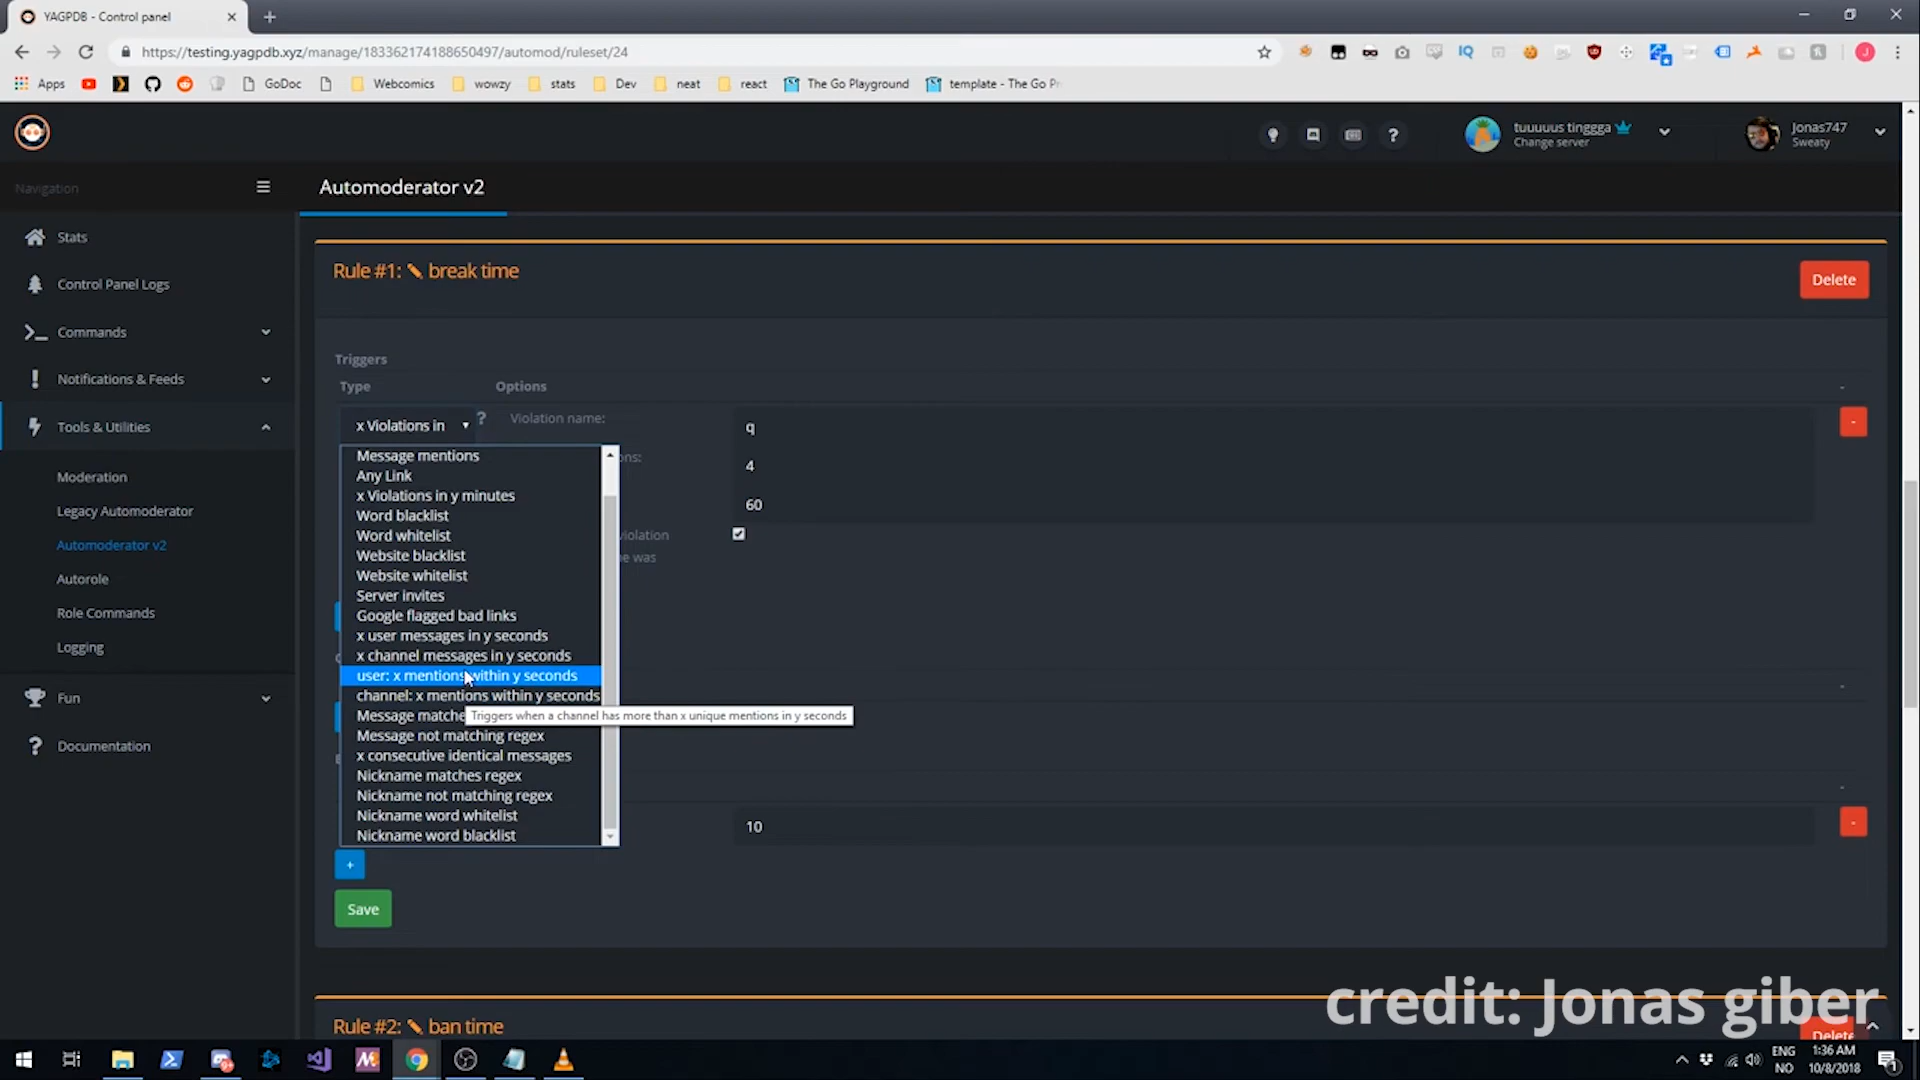 YAGPDB - Control panel
https://testing.yagpdb.xyz/manage/183362174188650497/automod/ruleset/24
Apps
GoDoc
Webcomics
wowzy
stats
Dev
neat
react
The Go Playground
template - The Go P
tuuuuus tinggga
Change server
Jonas747
Sweaty
Navigation
Automoderator v2
Stats
Control Panel Logs
Commands
Notifications & Feeds
Tools & Utilities
Moderation
Legacy Automoderator
Automoderator v2
Autorole
Role Commands
Logging
Fun
Documentation
Rule #1: break time
Delete
Triggers
Type Options -
x Violations in ? Violation name: q
4
60
-
Message mentions
Any Link
x Violations in y minutes
Word blacklist
Word whitelist
Website blacklist
Website whitelist
Server invites
Google flagged bad links
x user messages in y seconds
x channel messages in y seconds
user: x mentions within y seconds
channel: x mentions within y seconds
Message matche
Triggers when a channel has more than x unique mentions in y seconds
Message not matching regex
x consecutive identical messages
Nickname matches regex
Nickname not matching regex
Nickname word whitelist
Nickname word blacklist
ons:
violation
e was
10
-
+
Save
credit: Jonas giber
Rule #2: ban time
Delete
ENG
NO
1:36 AM
10/8/2018